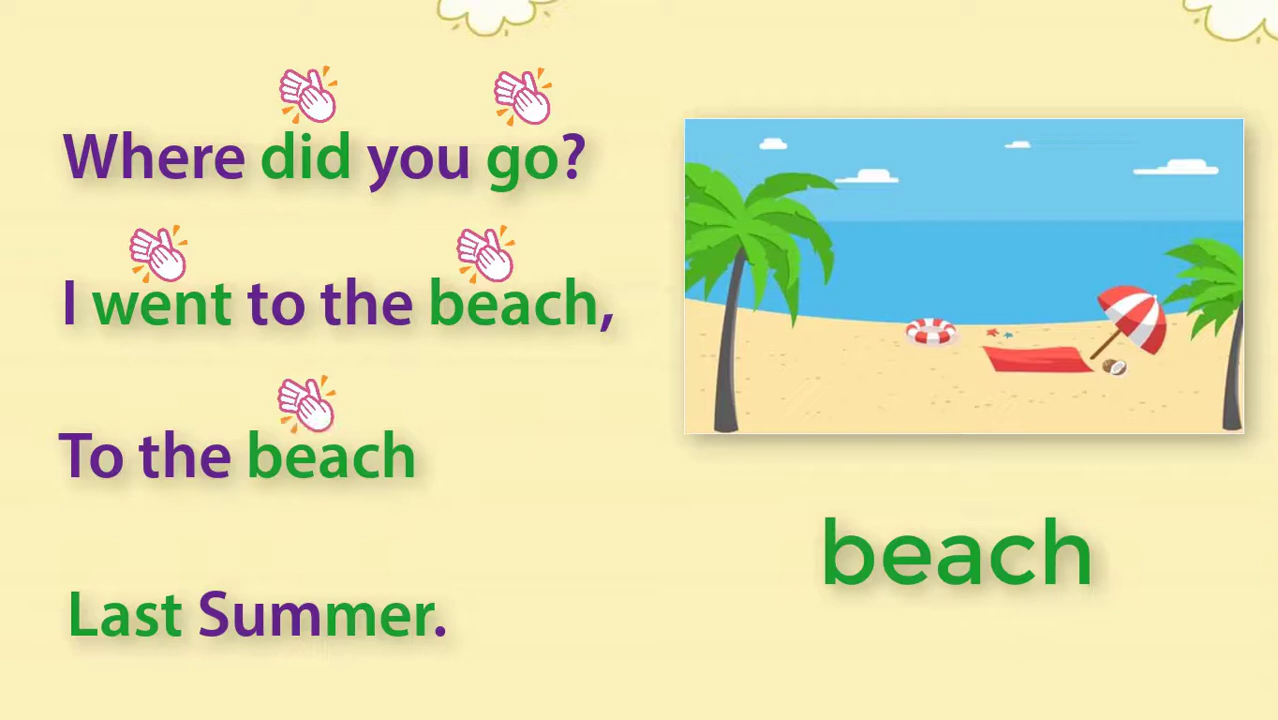 Where did you go?
I went to the beach,
To the beach
Last Summer.
beach